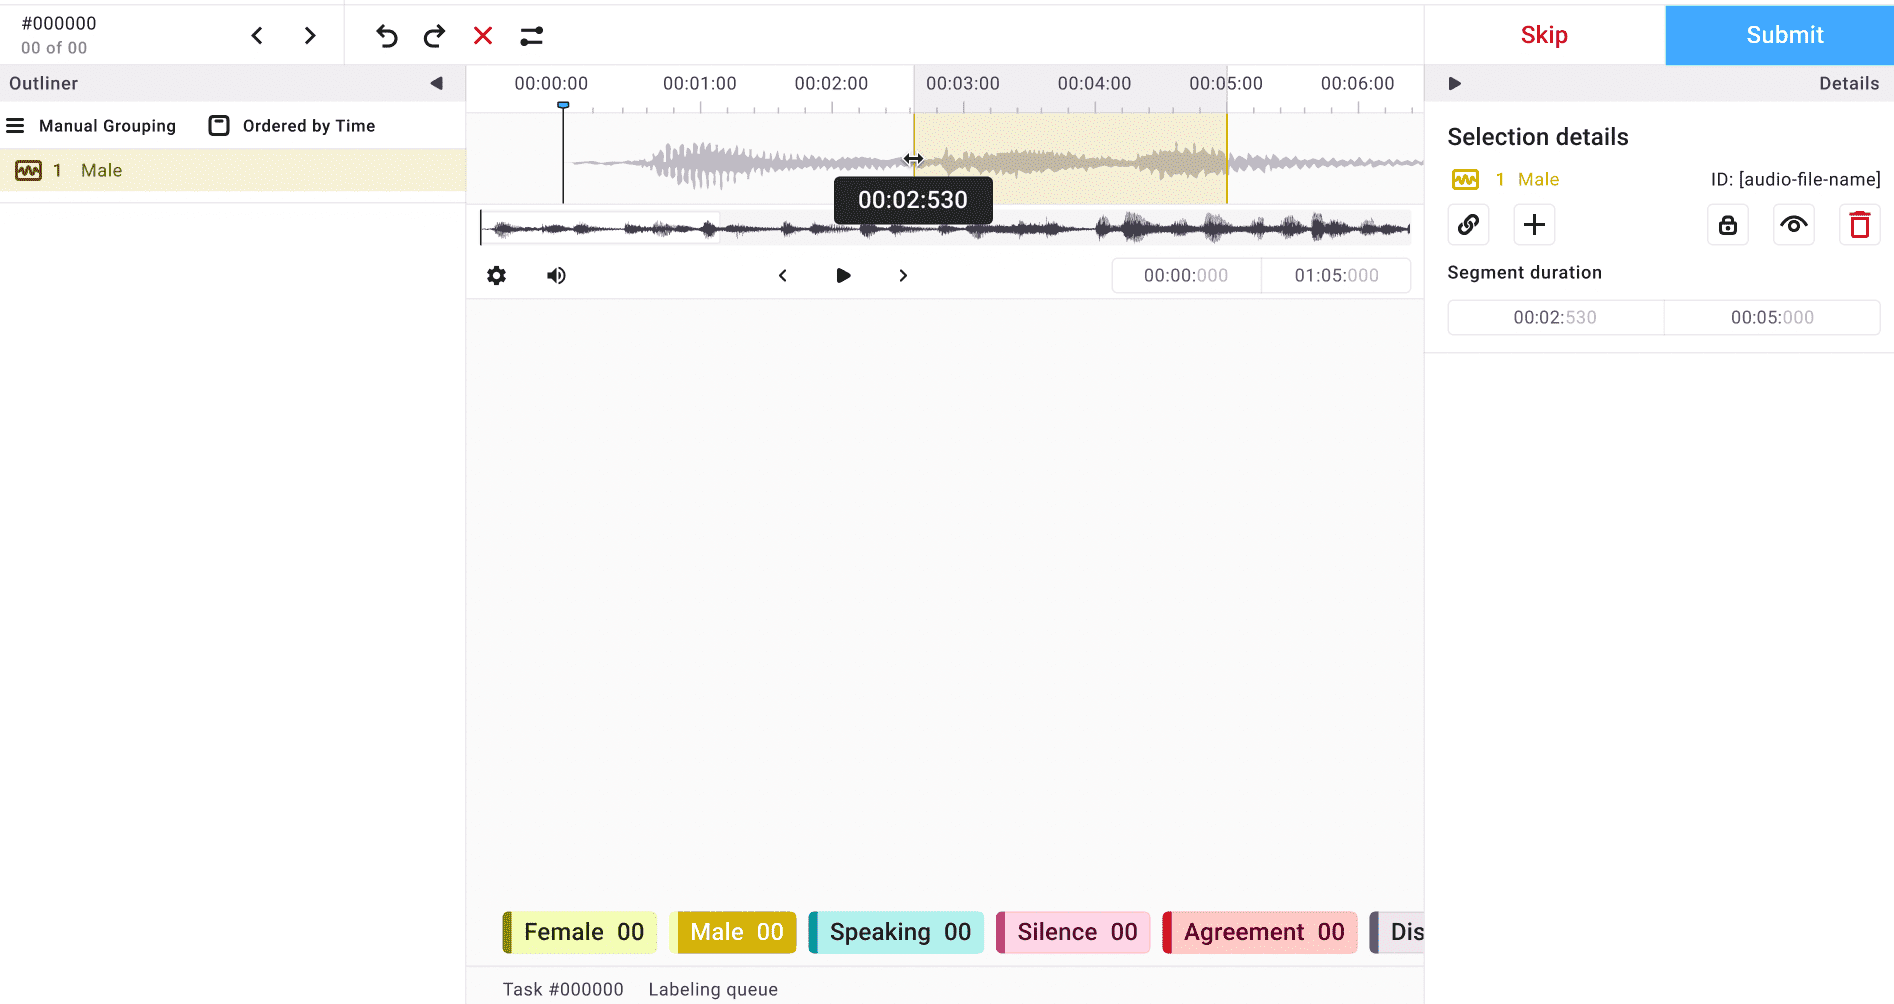 #000000
00 of 00
Skip
Submit
Outliner
00:00:00 00:01:00 00:02:00 00:03:00 00:04:00 00:05:00 00:06:00
Details
Manual Grouping Ordered by Time
1 Male
00:02:530
Selection details
1 Male ID: [audio-file-name]
00:00:000 01:05:000
Segment duration
00:02:530 00:05:000
Female 00 Male 00 Speaking 00 Silence 00 Agreement 00 Dis
Task #000000 Labeling queue